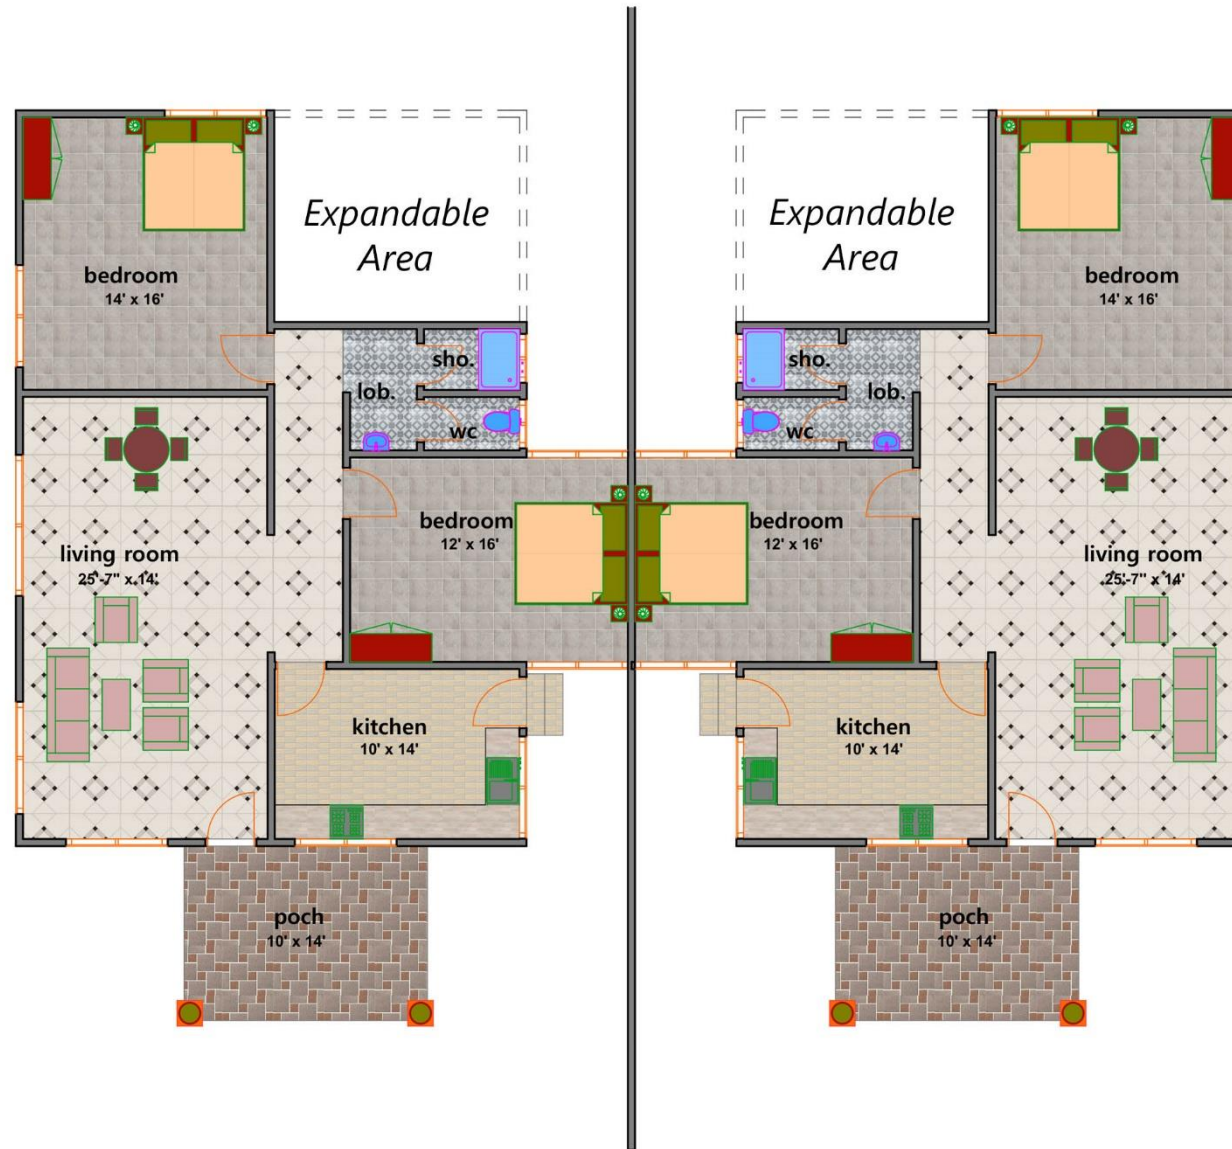 Expandable
Area
bedroom
14' x 16'
sho.
lob.
wc
bedroom
12' x 16'
living room
25'-7" x 14'
kitchen
10' x 14'
poch
10' x 14'
Expandable
Area
bedroom
14' x 16'
sho.
lob.
wc
bedroom
12' x 16'
living room
25'-7" x 14'
kitchen
10' x 14'
poch
10' x 14'